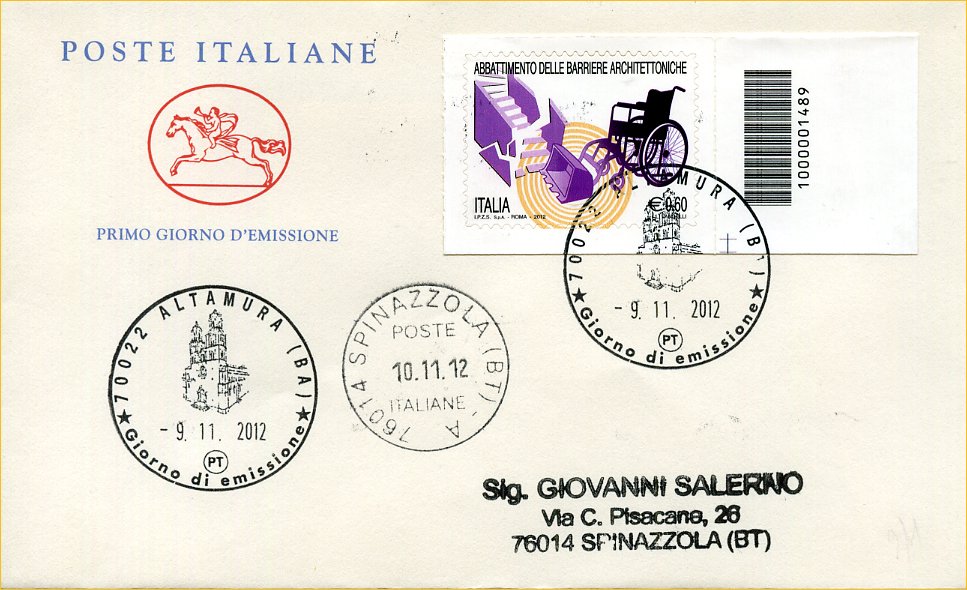 POSTE ITALIANE
PRIMO GIORNO D'EMISSIONE
ABBATTIMENTO DELLE BARRIERE ARCHITETTONICHE
ITALIA
€ 0,60
I.P.Z.S. S.p.A. - ROMA - 2012
1000001489
70022 ALTAMURA (BA)
- 9. 11. 2012
PT
★ Giorno di emissione ★
76014 SPINAZZOLA (BT) - A
POSTE
10.11.12
ITALIANE
70022 ALTAMURA (BA)
- 9. 11. 2012
PT
★ Giorno di emissione ★
Sig. GIOVANNI SALERNO
Via C. Pisacane, 26
76014 SPINAZZOLA (BT)